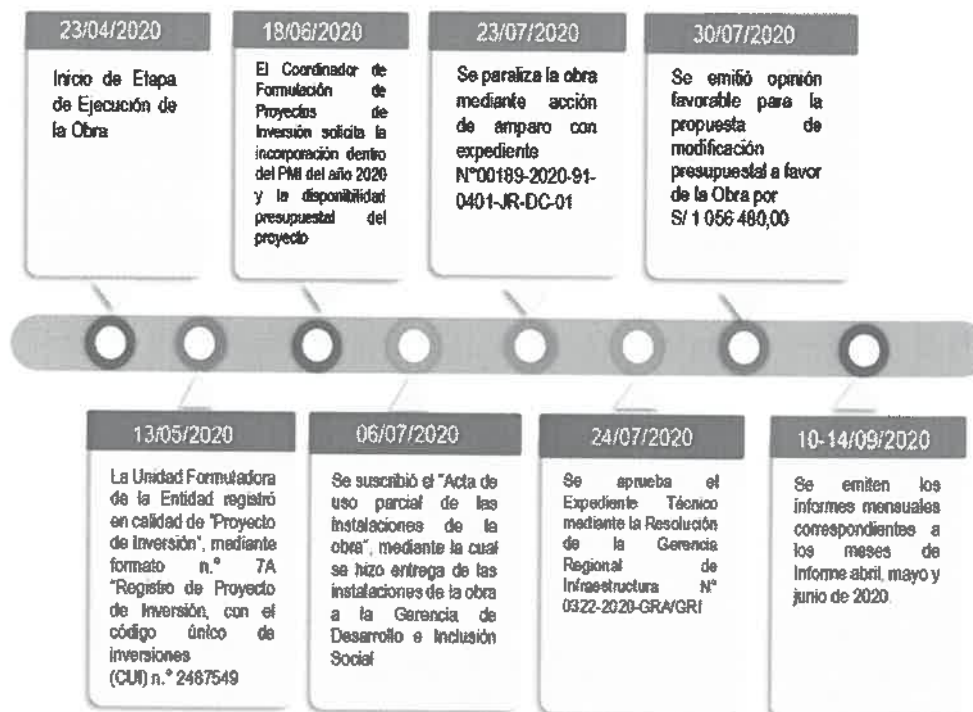 23/04/2020
Inicio de Etapa
de Ejecución de
la Obra
18/06/2020
El Coordinador de
Formulación de
Proyectos de
Inversión solicita la
incorporación dentro
del PMI del año 2020
y la disponibilidad
presupuestal del
proyecto
23/07/2020
Se paraliza la obra
mediante acción
de amparo con
expediente
N°00189-2020-91-
0401-JR-DC-01
30/07/2020
Se emitió opinión
favorable para la
propuesta de
modificación
presupuestal a favor
de la Obra por
S/ 1 056 480,00
13/05/2020
La Unidad Formuladora
de la Entidad registró
en calidad de "Proyecto
de Inversión", mediante
formato n.° 7A
"Registro de Proyecto
de Inversión, con el
código único de
inversiones
(CUI) n.° 2487549
06/07/2020
Se suscribió el "Acta de
uso parcial de las
instalaciones de la
obra", mediante la cual
se hizo entrega de las
instalaciones de la obra
a la Gerencia de
Desarrollo e Inclusión
Social
24/07/2020
Se aprueba el
Expediente Técnico
mediante la Resolución
de la Gerencia
Regional de
Infraestructura N°
0322-2020-GRA/GRI
10-14/09/2020
Se emiten los
informes mensuales
correspondientes a
los meses de
Informe abril, mayo y
junio de 2020.